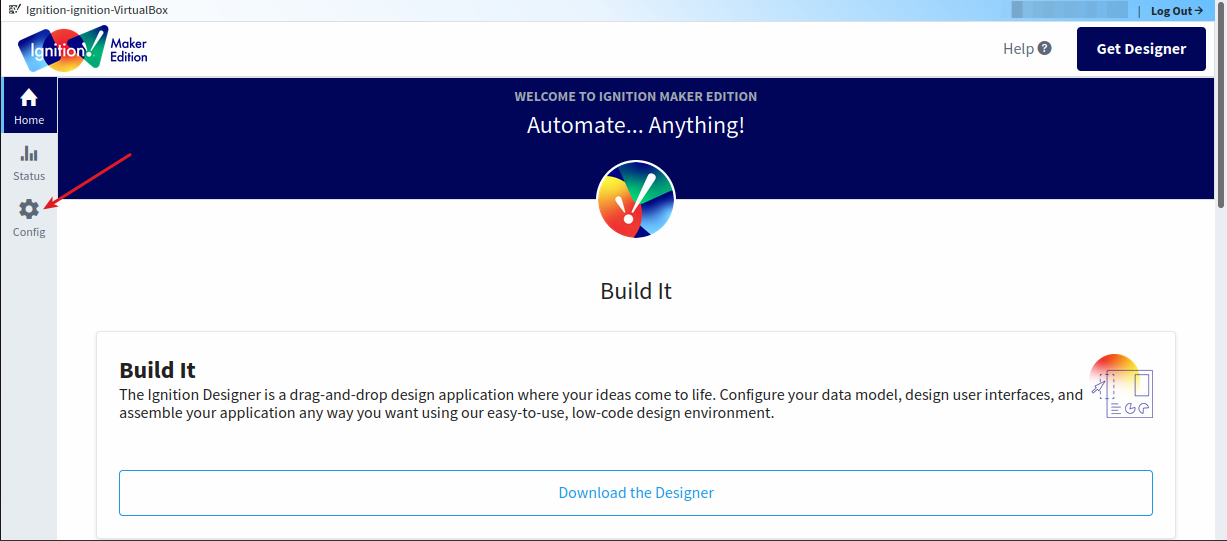 Ignition-ignition-VirtualBox
| Log Out →
Ignition! Maker
Edition
Help ?
Get Designer
Home
Status
Config
WELCOME TO IGNITION MAKER EDITION
Automate... Anything!
Build It
Build It
The Ignition Designer is a drag-and-drop design application where your ideas come to life. Configure your data model, design user interfaces, and
assemble your application any way you want using our easy-to-use, low-code design environment.
Download the Designer